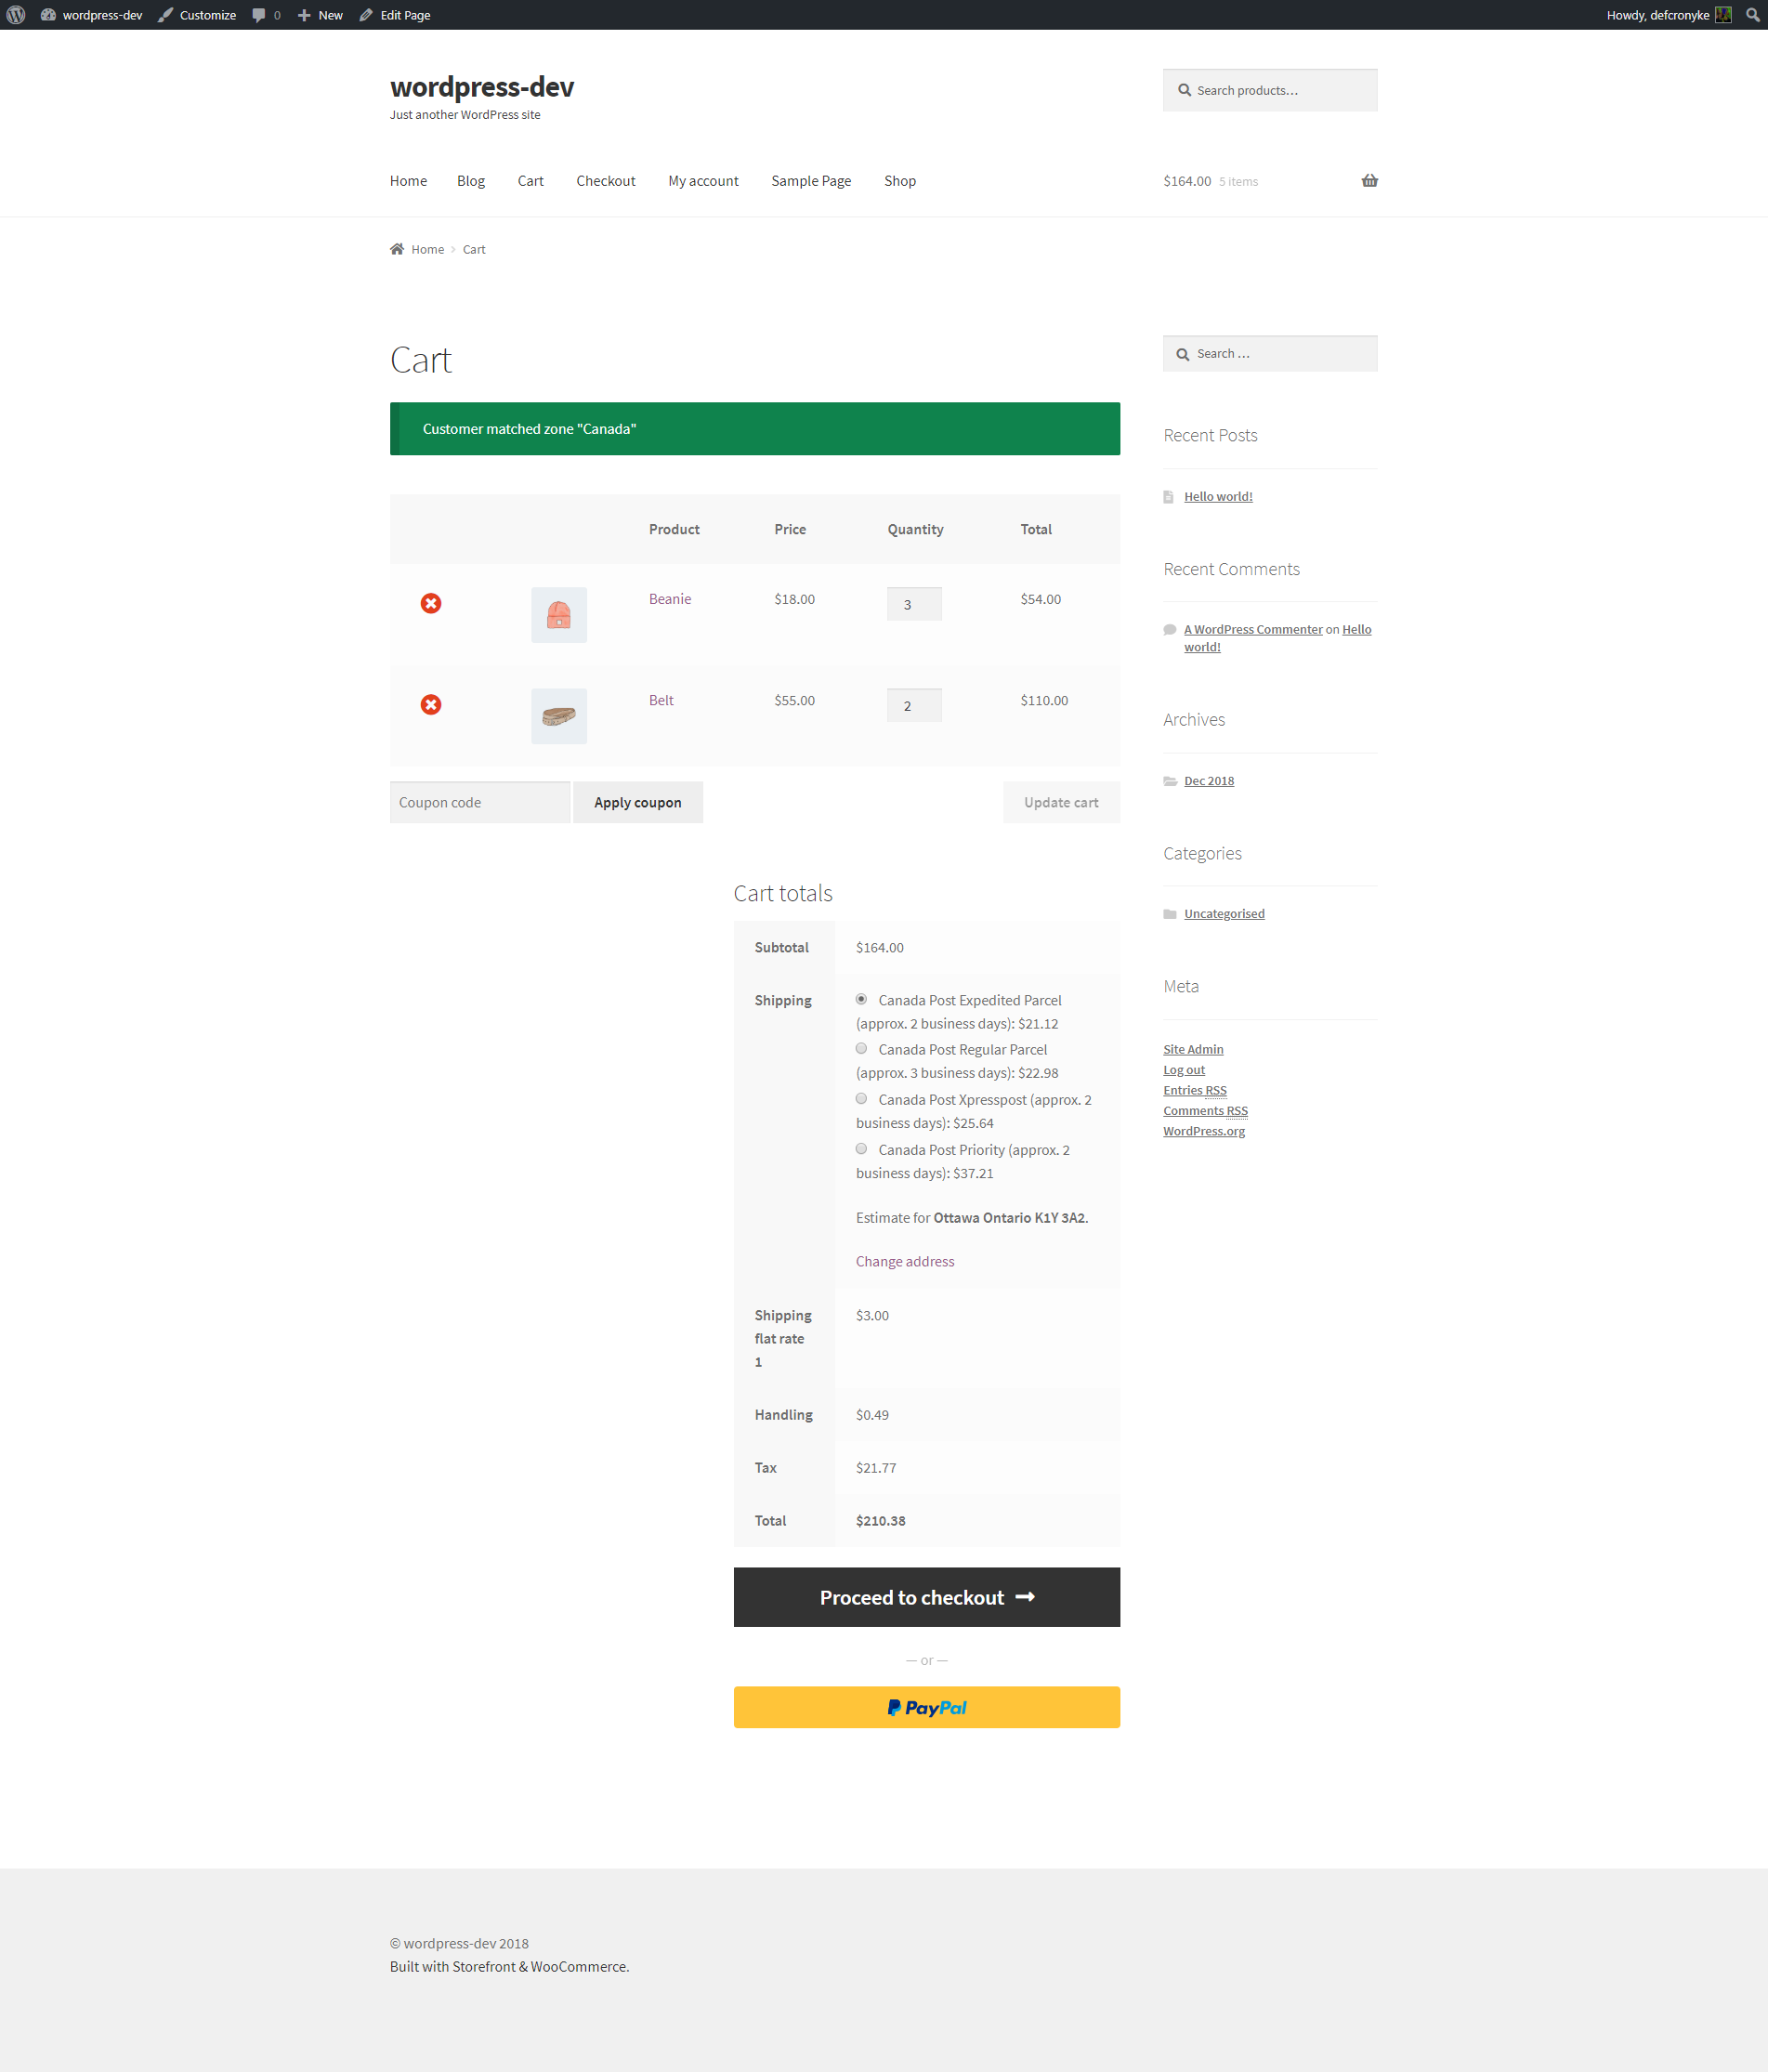 wordpress-dev Customize 0 New Edit Page Howdy, defcronyke
wordpress-dev
Just another WordPress site
Search products…
Home Blog Cart Checkout My account Sample Page Shop
$164.00 5 items
Home Cart
Cart
Customer matched zone "Canada"
Product Price Quantity Total
Beanie $18.00 3 $54.00
Belt $55.00 2 $110.00
Coupon code Apply coupon Update cart
Cart totals
Subtotal $164.00
Shipping
Canada Post Expedited Parcel
(approx. 2 business days): $21.12
Canada Post Regular Parcel
(approx. 3 business days): $22.98
Canada Post Xpresspost (approx. 2
business days): $25.64
Canada Post Priority (approx. 2
business days): $37.21
Estimate for Ottawa Ontario K1Y 3A2.
Change address
Shipping
flat rate
1
$3.00
Handling $0.49
Tax $21.77
Total $210.38
Proceed to checkout
— or —
PayPal
Search …
Recent Posts
Hello world!
Recent Comments
A WordPress Commenter on Hello
world!
Archives
Dec 2018
Categories
Uncategorised
Meta
Site Admin
Log out
Entries RSS
Comments RSS
WordPress.org
© wordpress-dev 2018
Built with Storefront & WooCommerce.